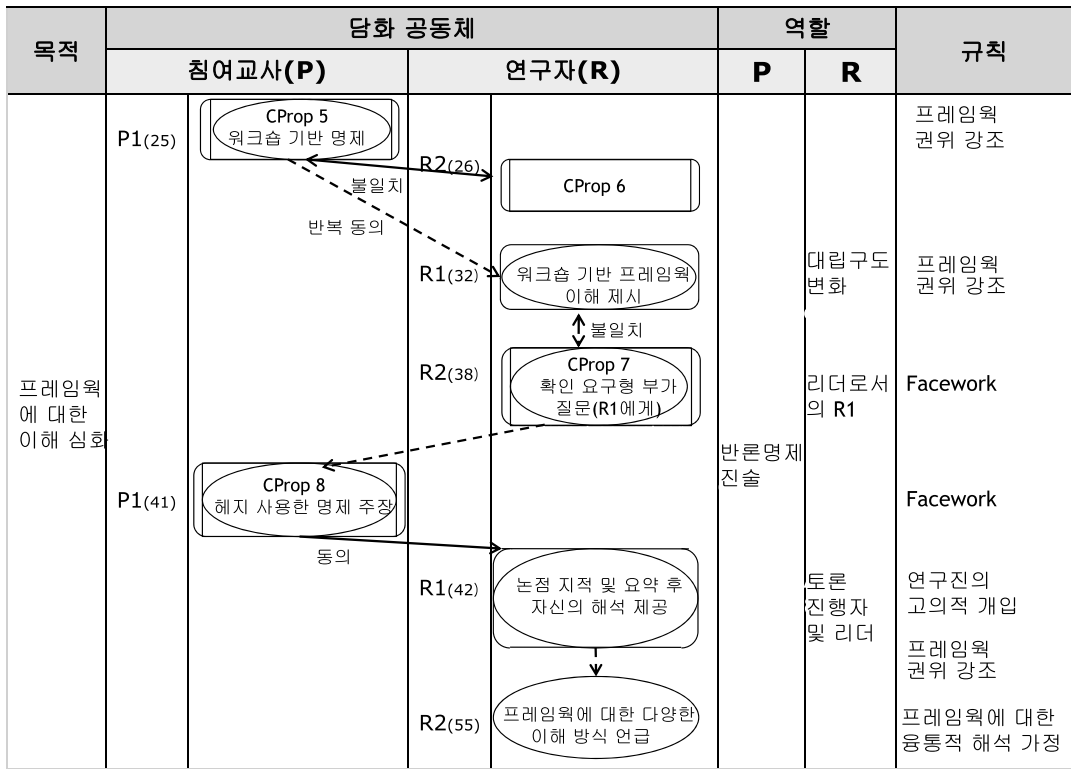 목적
담화 공동체
역할
규칙
침여교사(P)
연구자(R)
P
R
P1(25)
CProp 5
워크숍 기반 명제
프레임웍
권위 강조
R2(26)
불일치
CProp 6
반복 동의
R1(32)
워크숍 기반 프레임웍
이해 제시
대립구도
변화
프레임웍
권위 강조
불일치
R2(38)
CProp 7
확인 요구형 부가
질문(R1에게)
리더로서
의 R1
Facework
프레임웍
에 대한
이해 심화
반론명제
진술
P1(41)
CProp 8
헤지 사용한 명제 주장
Facework
동의
R1(42)
논점 지적 및 요약 후
자신의 해석 제공
토론
진행자
및 리더
연구진의
고의적 개입
프레임웍
권위 강조
R2(55)
프레임웍에 대한 다양한
이해 방식 언급
프레임웍에 대한
융통적 해석 가정